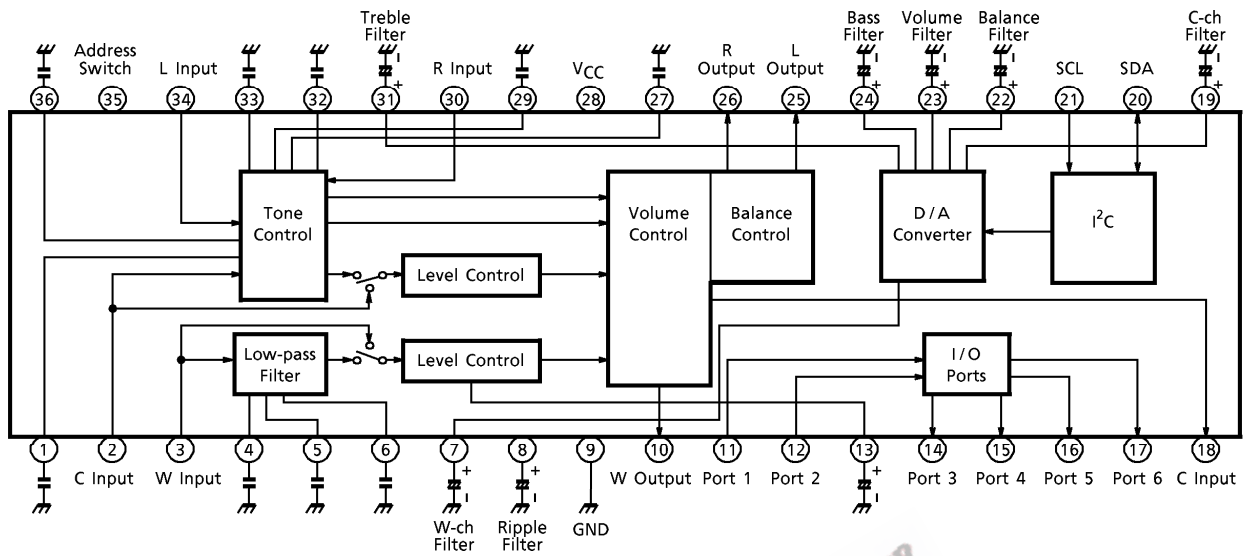 Treble
Filter
Bass
Filter
Volume
Filter
Balance
Filter
C-ch
Filter
Address
Switch
L Input
R Input
VCC
R
Output
L
Output
SCL
SDA
36
35
34
33
32
31
30
29
28
27
26
25
24
23
22
21
20
19
Tone
Control
Volume
Control
Balance
Control
D / A
Converter
I²C
Level Control
Low-pass
Filter
Level Control
I / O
Ports
1
2
3
4
5
6
7
8
9
10
11
12
13
14
15
16
17
18
C Input
W Input
W Output
Port 1
Port 2
Port 3
Port 4
Port 5
Port 6
C Input
W-ch
Filter
Ripple
Filter
GND